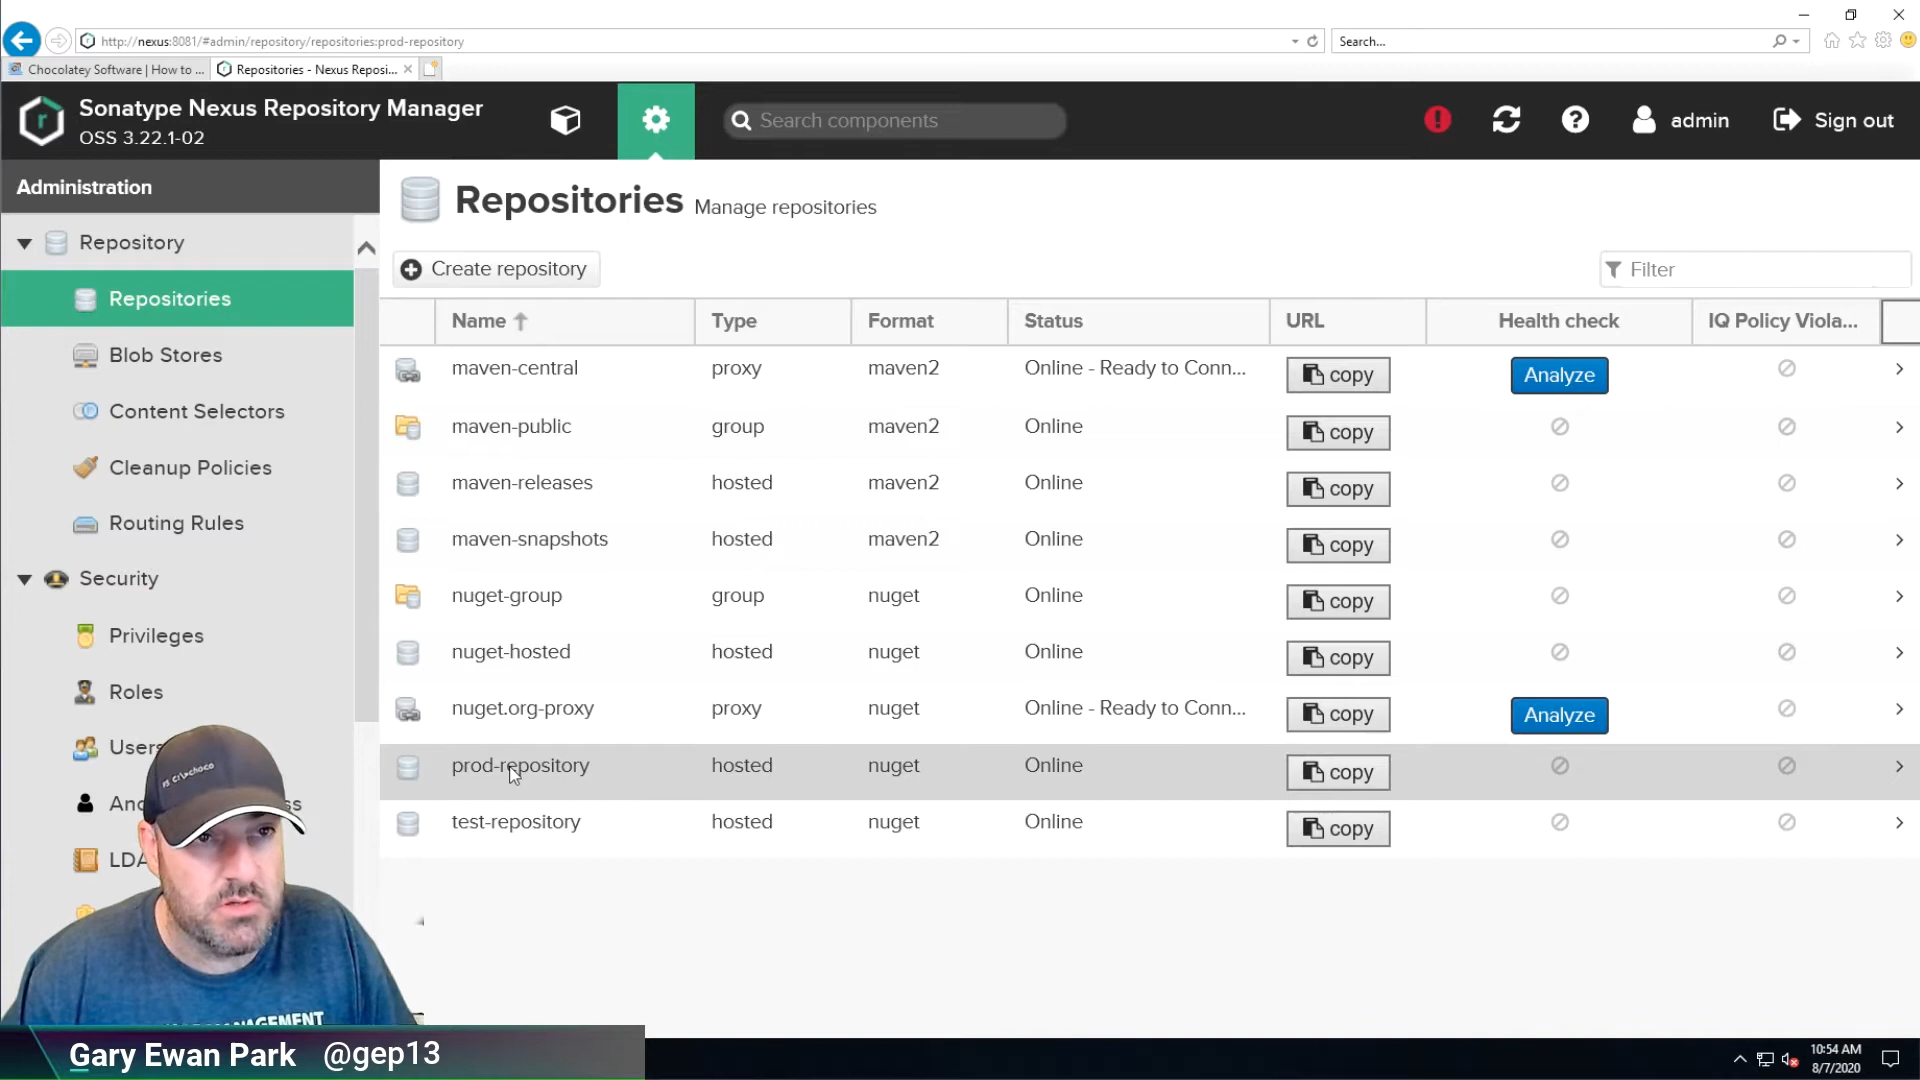 http://nexus:8081/#admin/repository/repositories:prod-repository
Search...
Chocolatey Software | How to ...
Repositories - Nexus Reposi...
Sonatype Nexus Repository Manager
OSS 3.22.1-02
Search components
admin
Sign out
Administration
Repository
Repositories
Blob Stores
Content Selectors
Cleanup Policies
Routing Rules
Security
Privileges
Roles
Users
Repositories Manage repositories
Create repository
Filter
Name Type Format Status URL Health check IQ Policy Viola...
maven-central proxy maven2 Online - Ready to Conn... copy Analyze
maven-public group maven2 Online copy
maven-releases hosted maven2 Online copy
maven-snapshots hosted maven2 Online copy
nuget-group group nuget Online copy
nuget-hosted hosted nuget Online copy
nuget.org-proxy proxy nuget Online - Ready to Conn... copy Analyze
prod-repository hosted nuget Online copy
test-repository hosted nuget Online copy
Gary Ewan Park @gep13
10:54 AM
8/7/2020